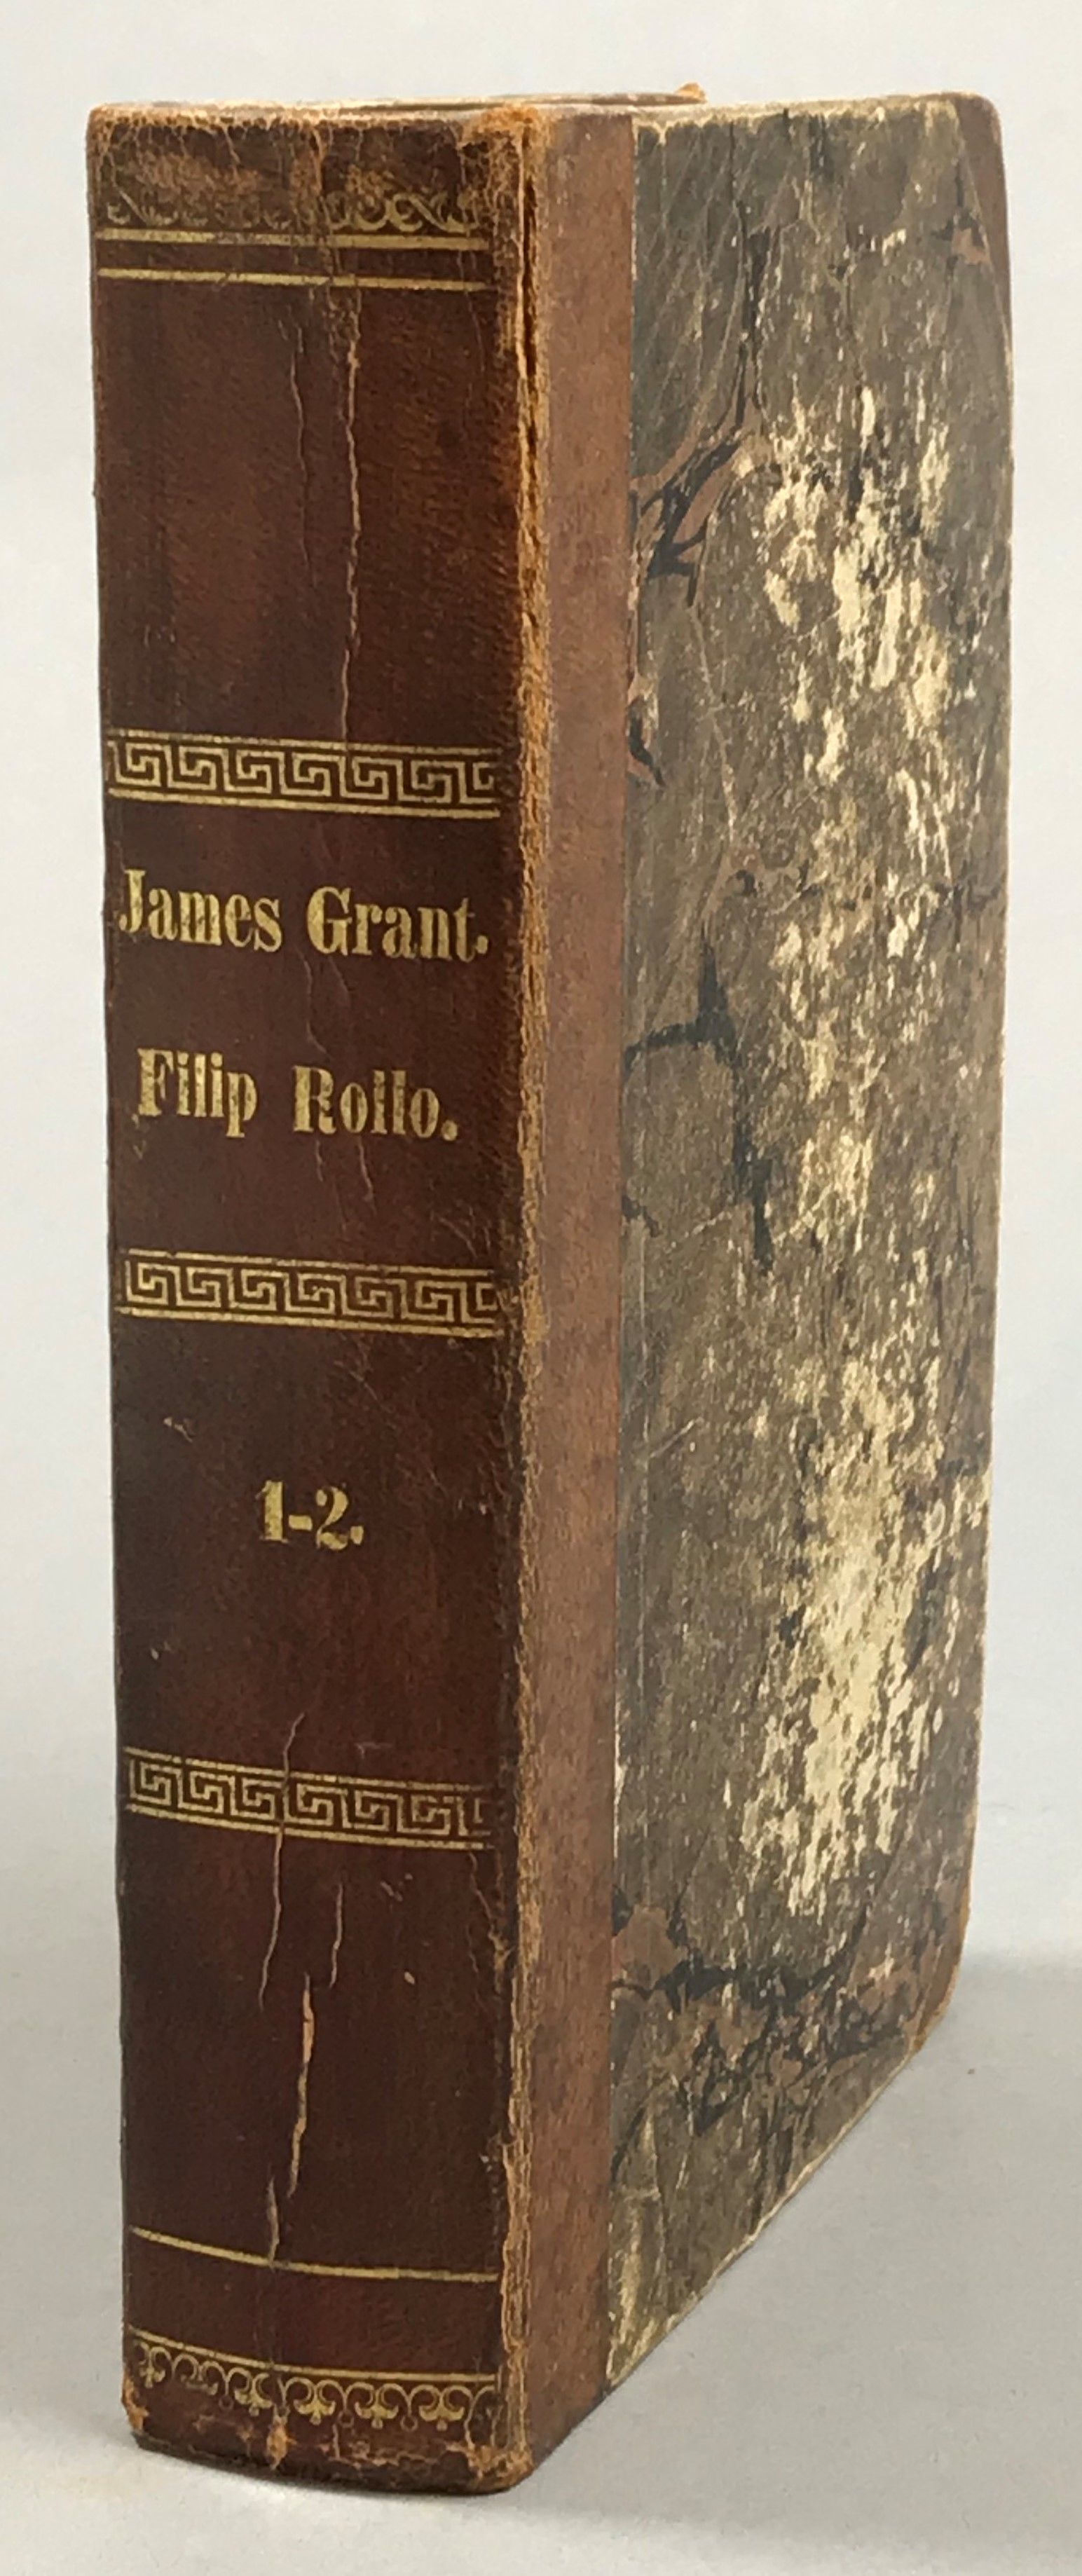 James Grant.
Filip Rollo.
1-2.